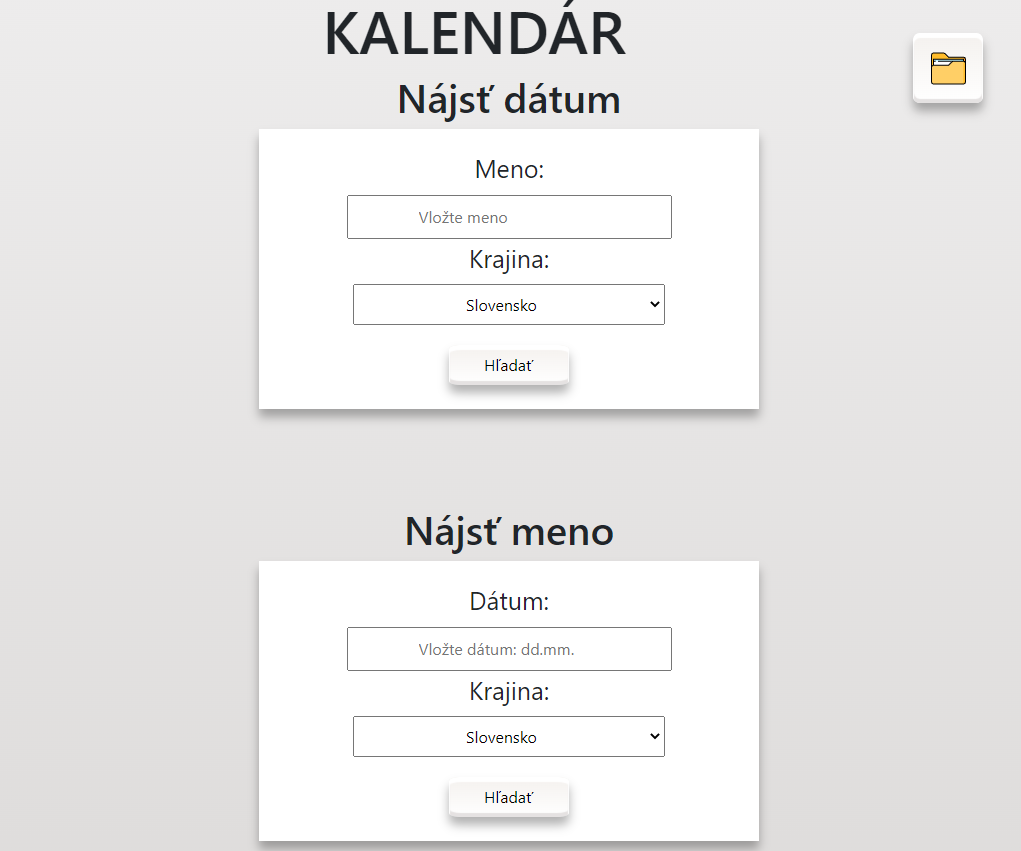 KALENDÁR
Nájsť dátum
Meno:
Vložte meno
Krajina:
Slovensko
Hľadať
Nájsť meno
Dátum:
Vložte dátum: dd.mm.
Krajina:
Slovensko
Hľadať